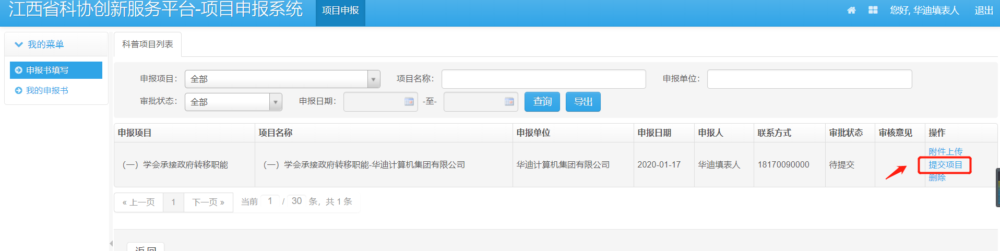 江西省科协创新服务平台-项目申报系统 项目申报 您好, 华迪填表人 退出
我的菜单
申报书填写
我的申报书
科普项目列表
申报项目: 全部 项目名称: 申报单位:
审批状态: 全部 申报日期: -至- 查询 导出
申报项目 项目名称 申报单位 申报日期 申报人 联系方式 审批状态 审核意见 操作
(一) 学会承接政府转移职能 (一) 学会承接政府转移职能-华迪计算机集团有限公司 华迪计算机集团有限公司 2020-01-17 华迪填表人 18170090000 待提交 附件上传
提交项目
删除
« 上一页 1 下一页 » 当前 1 / 30 条, 共 1 条
返 回